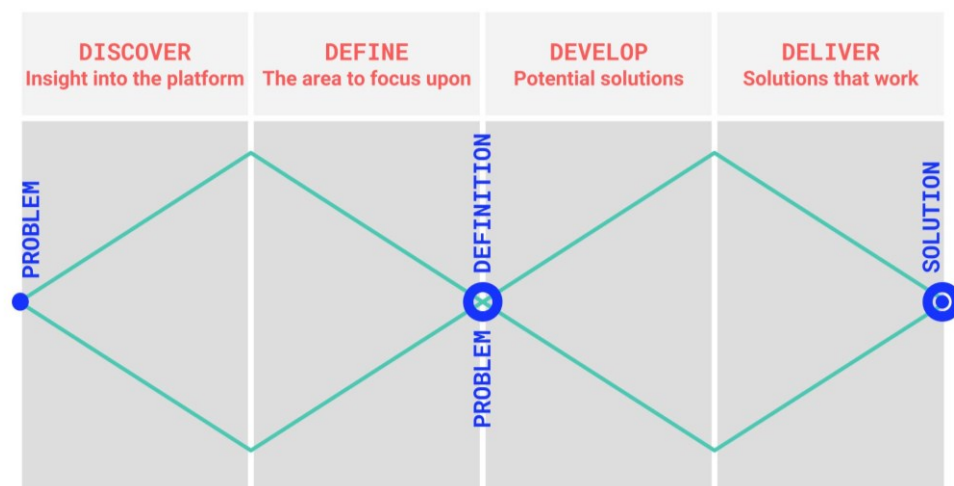 DISCOVER
Insight into the platform
DEFINE
The area to focus upon
DEVELOP
Potential solutions
DELIVER
Solutions that work
PROBLEM
PROBLEM DEFINITION
SOLUTION